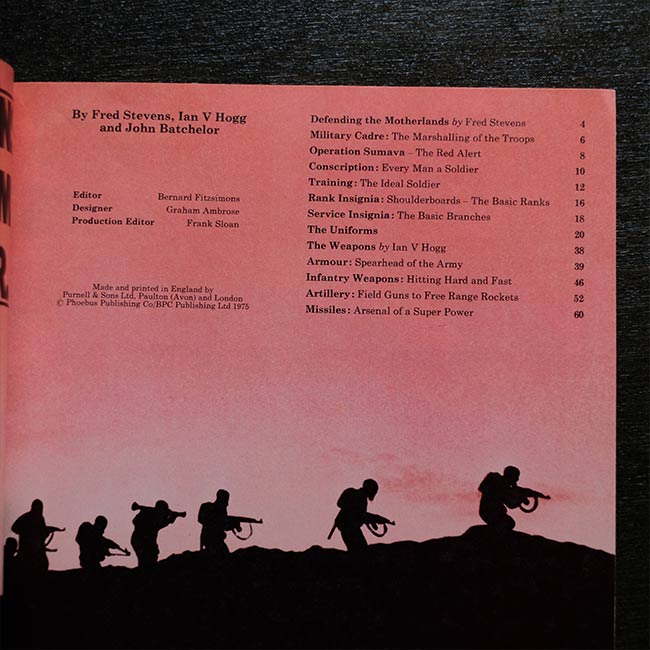 N
M
R
By Fred Stevens, Ian V Hogg
and John Batchelor
Editor Bernard Fitzsimons
Designer Graham Ambrose
Production Editor Frank Sloan
Made and printed in England by
Purnell & Sons Ltd, Paulton (Avon) and London
© Phoebus Publishing Co/BPC Publishing Ltd 1975
Defending the Motherlands by Fred Stevens 4
Military Cadre: The Marshalling of the Troops 6
Operation Sumava – The Red Alert 8
Conscription: Every Man a Soldier 10
Training: The Ideal Soldier 12
Rank Insignia: Shoulderboards – The Basic Ranks 16
Service Insignia: The Basic Branches 18
The Uniforms 20
The Weapons by Ian V Hogg 38
Armour: Spearhead of the Army 39
Infantry Weapons: Hitting Hard and Fast 46
Artillery: Field Guns to Free Range Rockets 52
Missiles: Arsenal of a Super Power 60